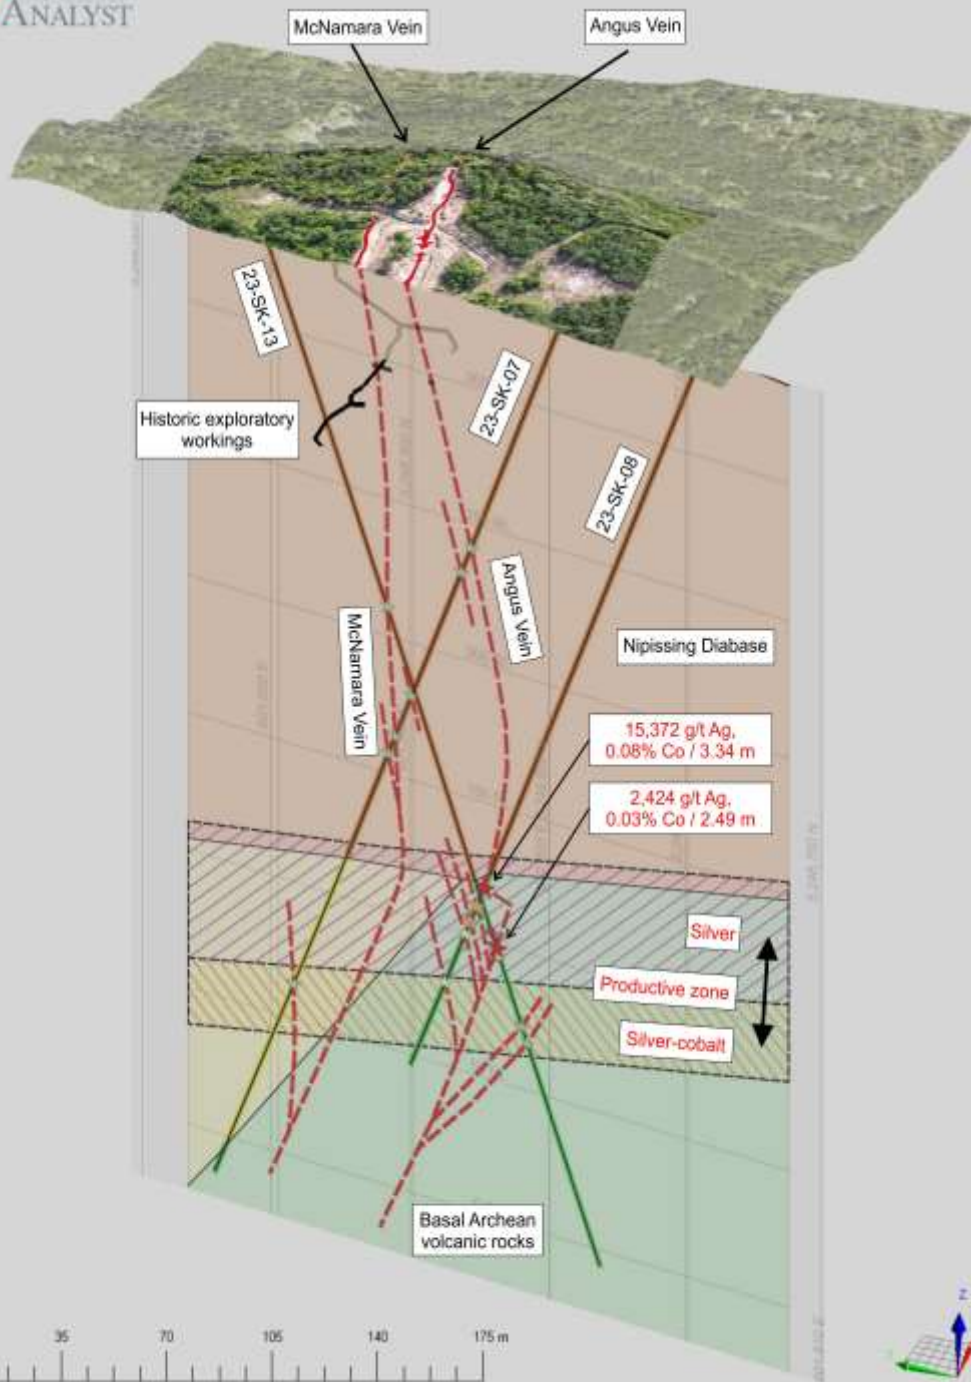 ANALYST
McNamara Vein
Angus Vein
23-SK-13
23-SK-07
23-SK-08
Historic exploratory
workings
McNamara Vein
Angus Vein
Nipissing Diabase
15,372 g/t Ag,
0.08% Co / 3.34 m
2,424 g/t Ag,
0.03% Co / 2.49 m
Silver
Productive zone
Silver-cobalt
Basal Archean
volcanic rocks
35 70 105 140 175 m
Z